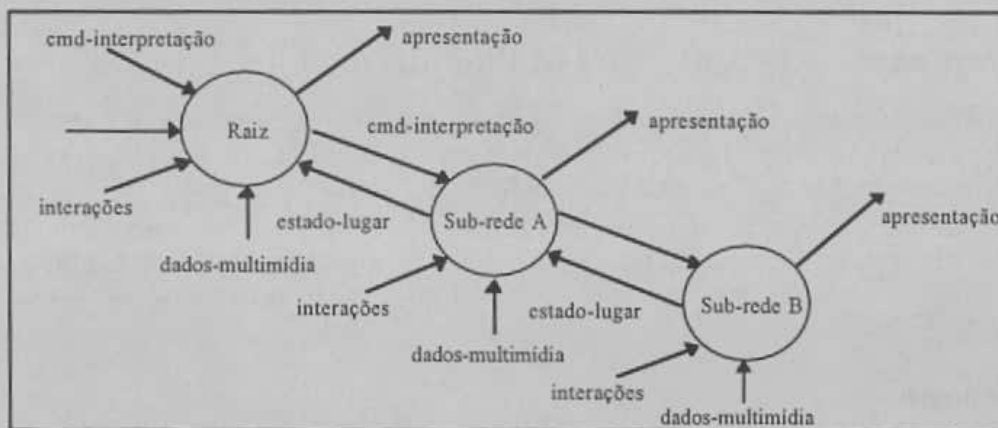 cmd-interpretação
apresentação
Raiz
cmd-interpretação
apresentação
interações
estado-lugar
Sub-rede A
apresentação
dados-multimídia
interações
estado-lugar
Sub-rede B
dados-multimídia
interações
dados-multimídia